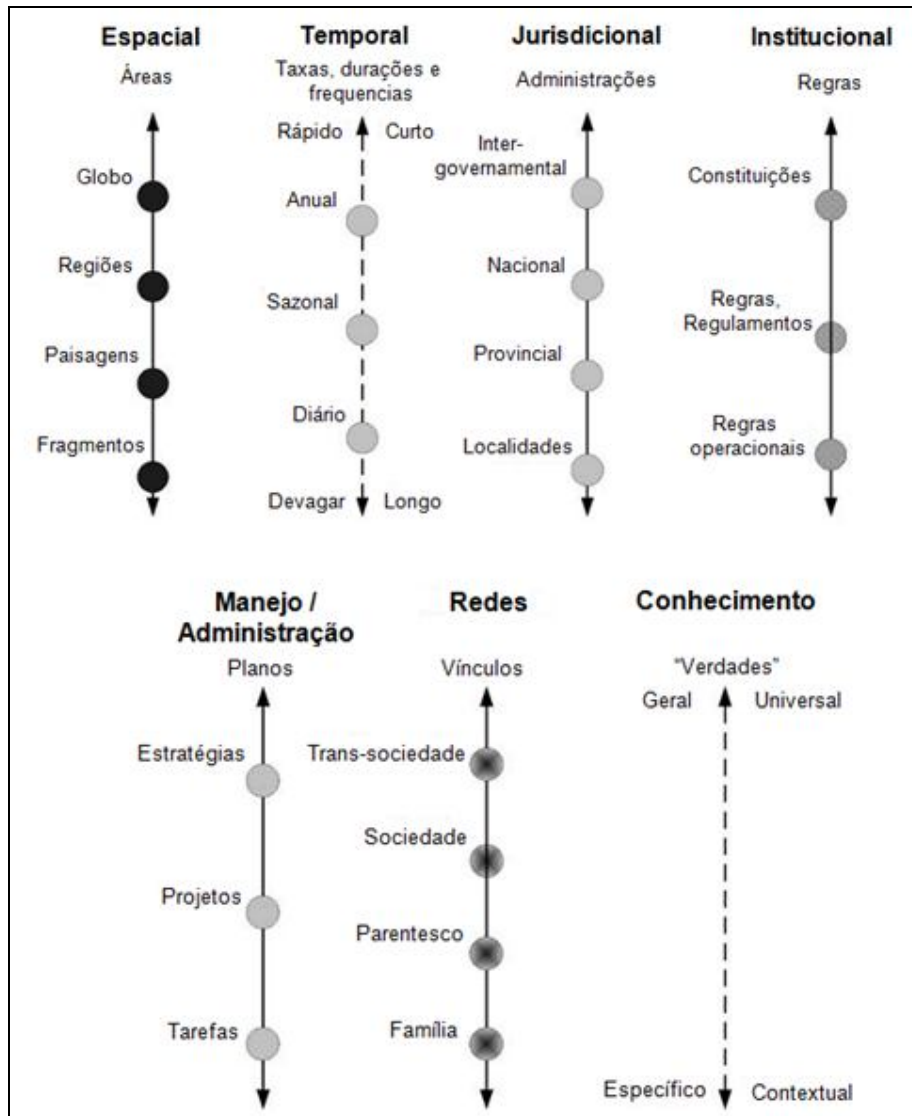 Espacial
Áreas
Globo
Regiões
Paisagens
Fragmentos
Temporal
Taxas, durações e
frequencias
Rápido Curto
Anual
Sazonal
Diário
Devagar Longo
Jurisdicional
Administrações
Inter-
governamental
Nacional
Provincial
Localidades
Institucional
Regras
Constituições
Regras,
Regulamentos
Regras
operacionais
Manejo /
Administração
Planos
Estratégias
Projetos
Tarefas
Redes
Vínculos
Trans-sociedade
Sociedade
Parentesco
Família
Conhecimento
“Verdades”
Geral Universal
Específico Contextual